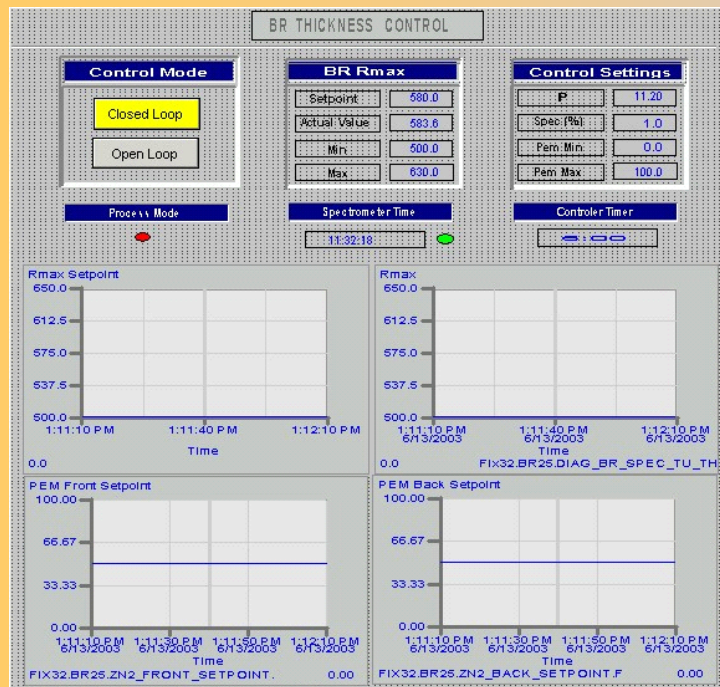 BR THICKNESS CONTROL
Control Mode
Closed Loop
Open Loop
BR Rmax
Setpoint 580.0
Actual Value 583.6
Min 500.0
Max 630.0
Control Settings
P 11.20
Spec (%) 1.0
Pem Min 0.0
Pem Max 100.0
Process Mode
Spectrometer Time
11:32:18
Controler Timer
Rmax Setpoint
650.0
612.5
575.0
537.5
500.0
1:11:10 PM 1:11:40 PM 1:12:10 PM
Time
0.0
Rmax
650.0
612.5
575.0
537.5
500.0
1:11:10 PM 1:11:40 PM 1:12:10 PM
6/13/2003 6/13/2003 6/13/2003
Time
0.0 FIX32.BR25.DIAG_BR_SPEC_TU_TH
PEM Front Setpoint
100.00
66.67
33.33
0.00
1:11:10 PM 1:11:30 PM 1:11:50 PM 1:12:10 PM
6/13/2003 6/13/2003 6/13/2003 6/13/2003
Time
FIX32.BR25.ZN2_FRONT_SETPOINT. 0.00
PEM Back Setpoint
100.00
66.67
33.33
0.00
1:11:10 PM 1:11:30 PM 1:11:50 PM 1:12:10 PM
6/13/2003 6/13/2003 6/13/2003 6/13/2003
Time
FIX32.BR25.ZN2_BACK_SETPOINT.F 0.00